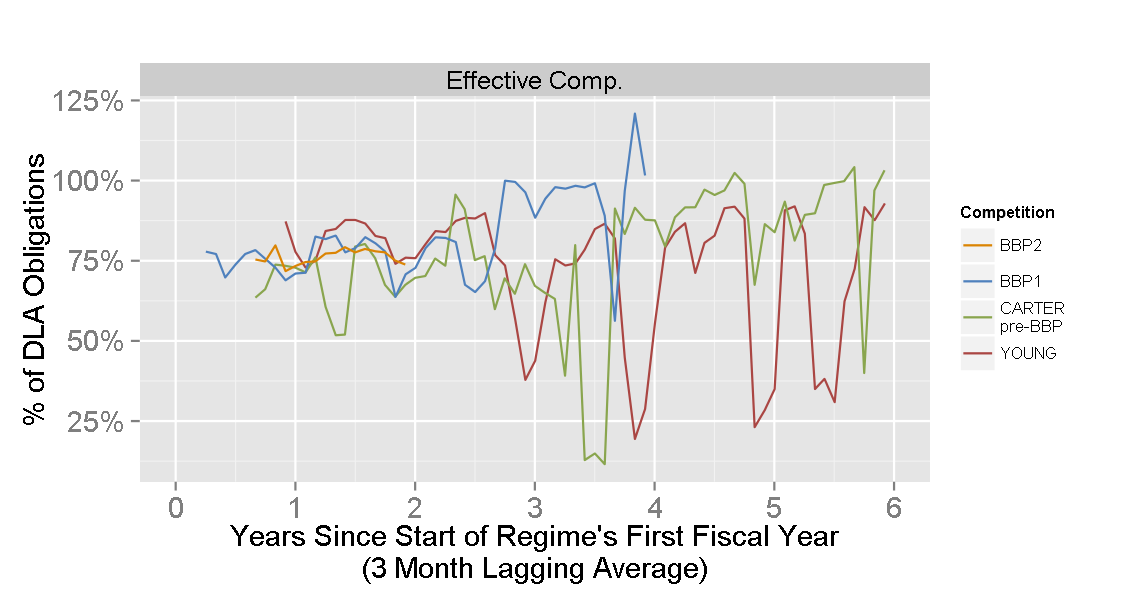 Effective Comp.
% of DLA Obligations
125%
100%
75%
50%
25%
0 1 2 3 4 5 6
Years Since Start of Regime's First Fiscal Year
(3 Month Lagging Average)
Competition
BBP2
BBP1
CARTER
pre-BBP
YOUNG